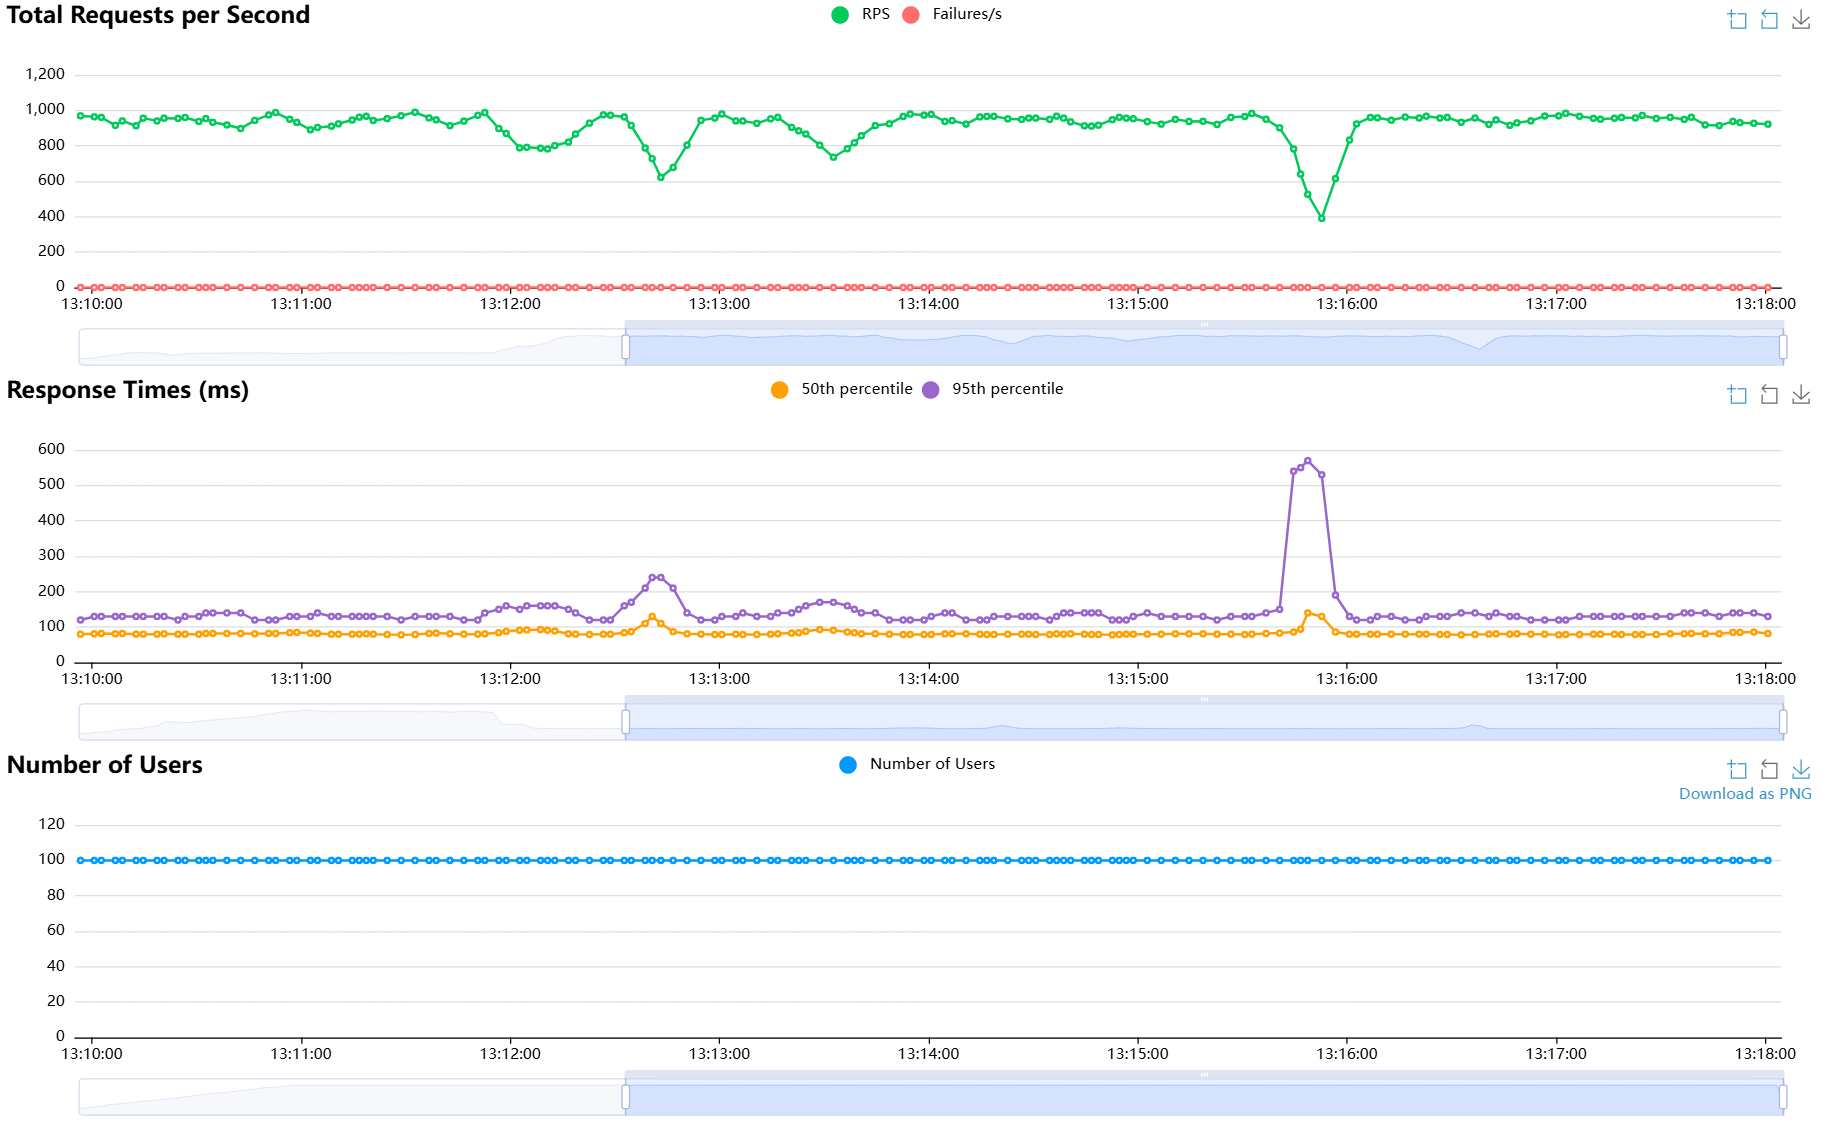 Total Requests per Second
RPS Failures/s
1,200
1,000
800
600
400
200
0
13:10:00 13:11:00 13:12:00 13:13:00 13:14:00 13:15:00 13:16:00 13:17:00 13:18:00
Response Times (ms)
50th percentile 95th percentile
600
500
400
300
200
100
0
13:10:00 13:11:00 13:12:00 13:13:00 13:14:00 13:15:00 13:16:00 13:17:00 13:18:00
Number of Users
Number of Users
Download as PNG
120
100
80
60
40
20
0
13:10:00 13:11:00 13:12:00 13:13:00 13:14:00 13:15:00 13:16:00 13:17:00 13:18:00